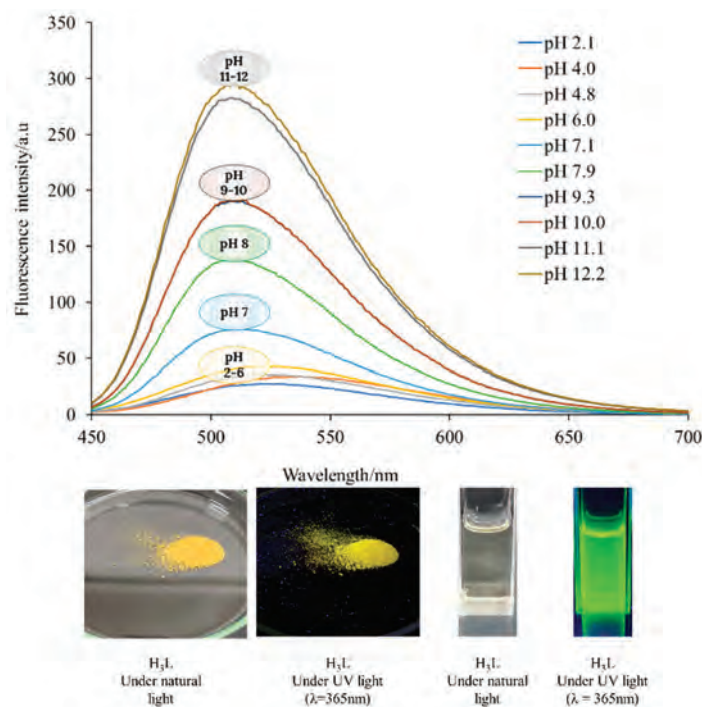 Fluorescence intensity/a.u
350
300
250
200
150
100
50
0
450
500
550
600
650
700
Wavelength/nm
pH
11-12
pH
9-10
pH 8
pH 7
pH
2-6
pH 2.1
pH 4.0
pH 4.8
pH 6.0
pH 7.1
pH 7.9
pH 9.3
pH 10.0
pH 11.1
pH 12.2
H₃L
Under natural
light
H₃L
Under UV light
(λ=365nm)
H₃L
Under natural
light
H₃L
Under UV light
(λ = 365nm)